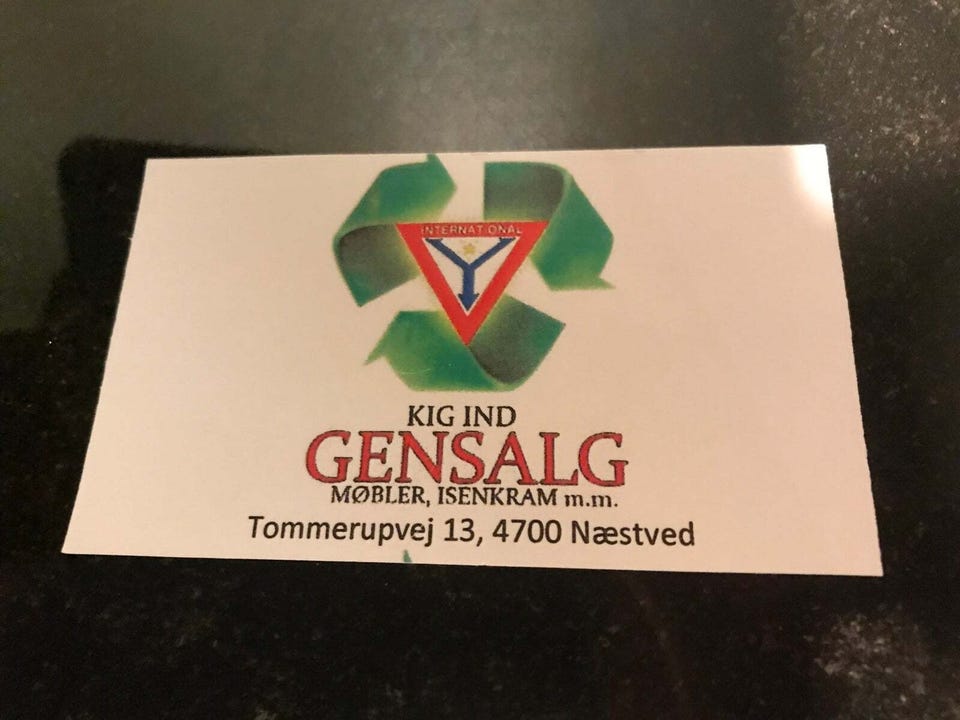 INTERNATIONAL
Y
KIG IND
GENSALG
MØBLER, ISENKRAM m.m.
Tommerupvej 13, 4700 Næstved